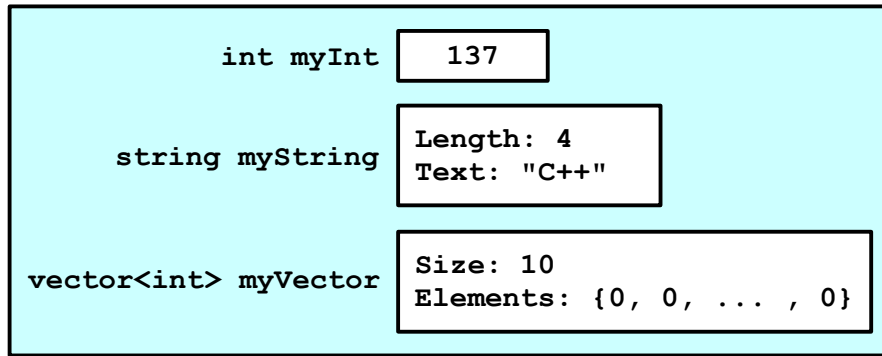 int myInt 137
Length: 4
string myString
Text: "C++"
Size: 10
vector<int> myVector
Elements: {0, 0, ... , 0}